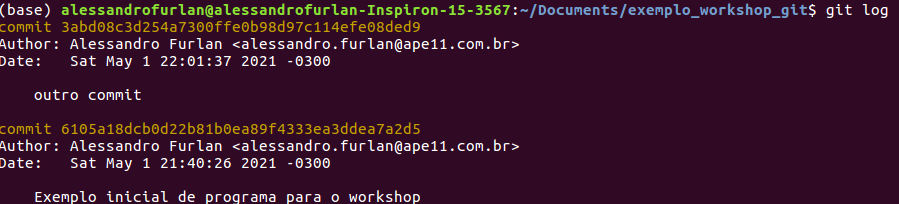 (base) alessandrofurlan@alessandrofurlan-Inspiron-15-3567:~/Documents/exemplo_workshop_git$ git log
commit 3abd08c3d254a7300ffe0b98d97c114efe08ded9
Author: Alessandro Furlan <alessandro.furlan@ape11.com.br>
Date:   Sat May 1 22:01:37 2021 -0300
    outro commit
commit 6105a18dcb0d22b81b0ea89f4333ea3ddea7a2d5
Author: Alessandro Furlan <alessandro.furlan@ape11.com.br>
Date:   Sat May 1 21:40:26 2021 -0300
    Exemplo inicial de programa para o workshop